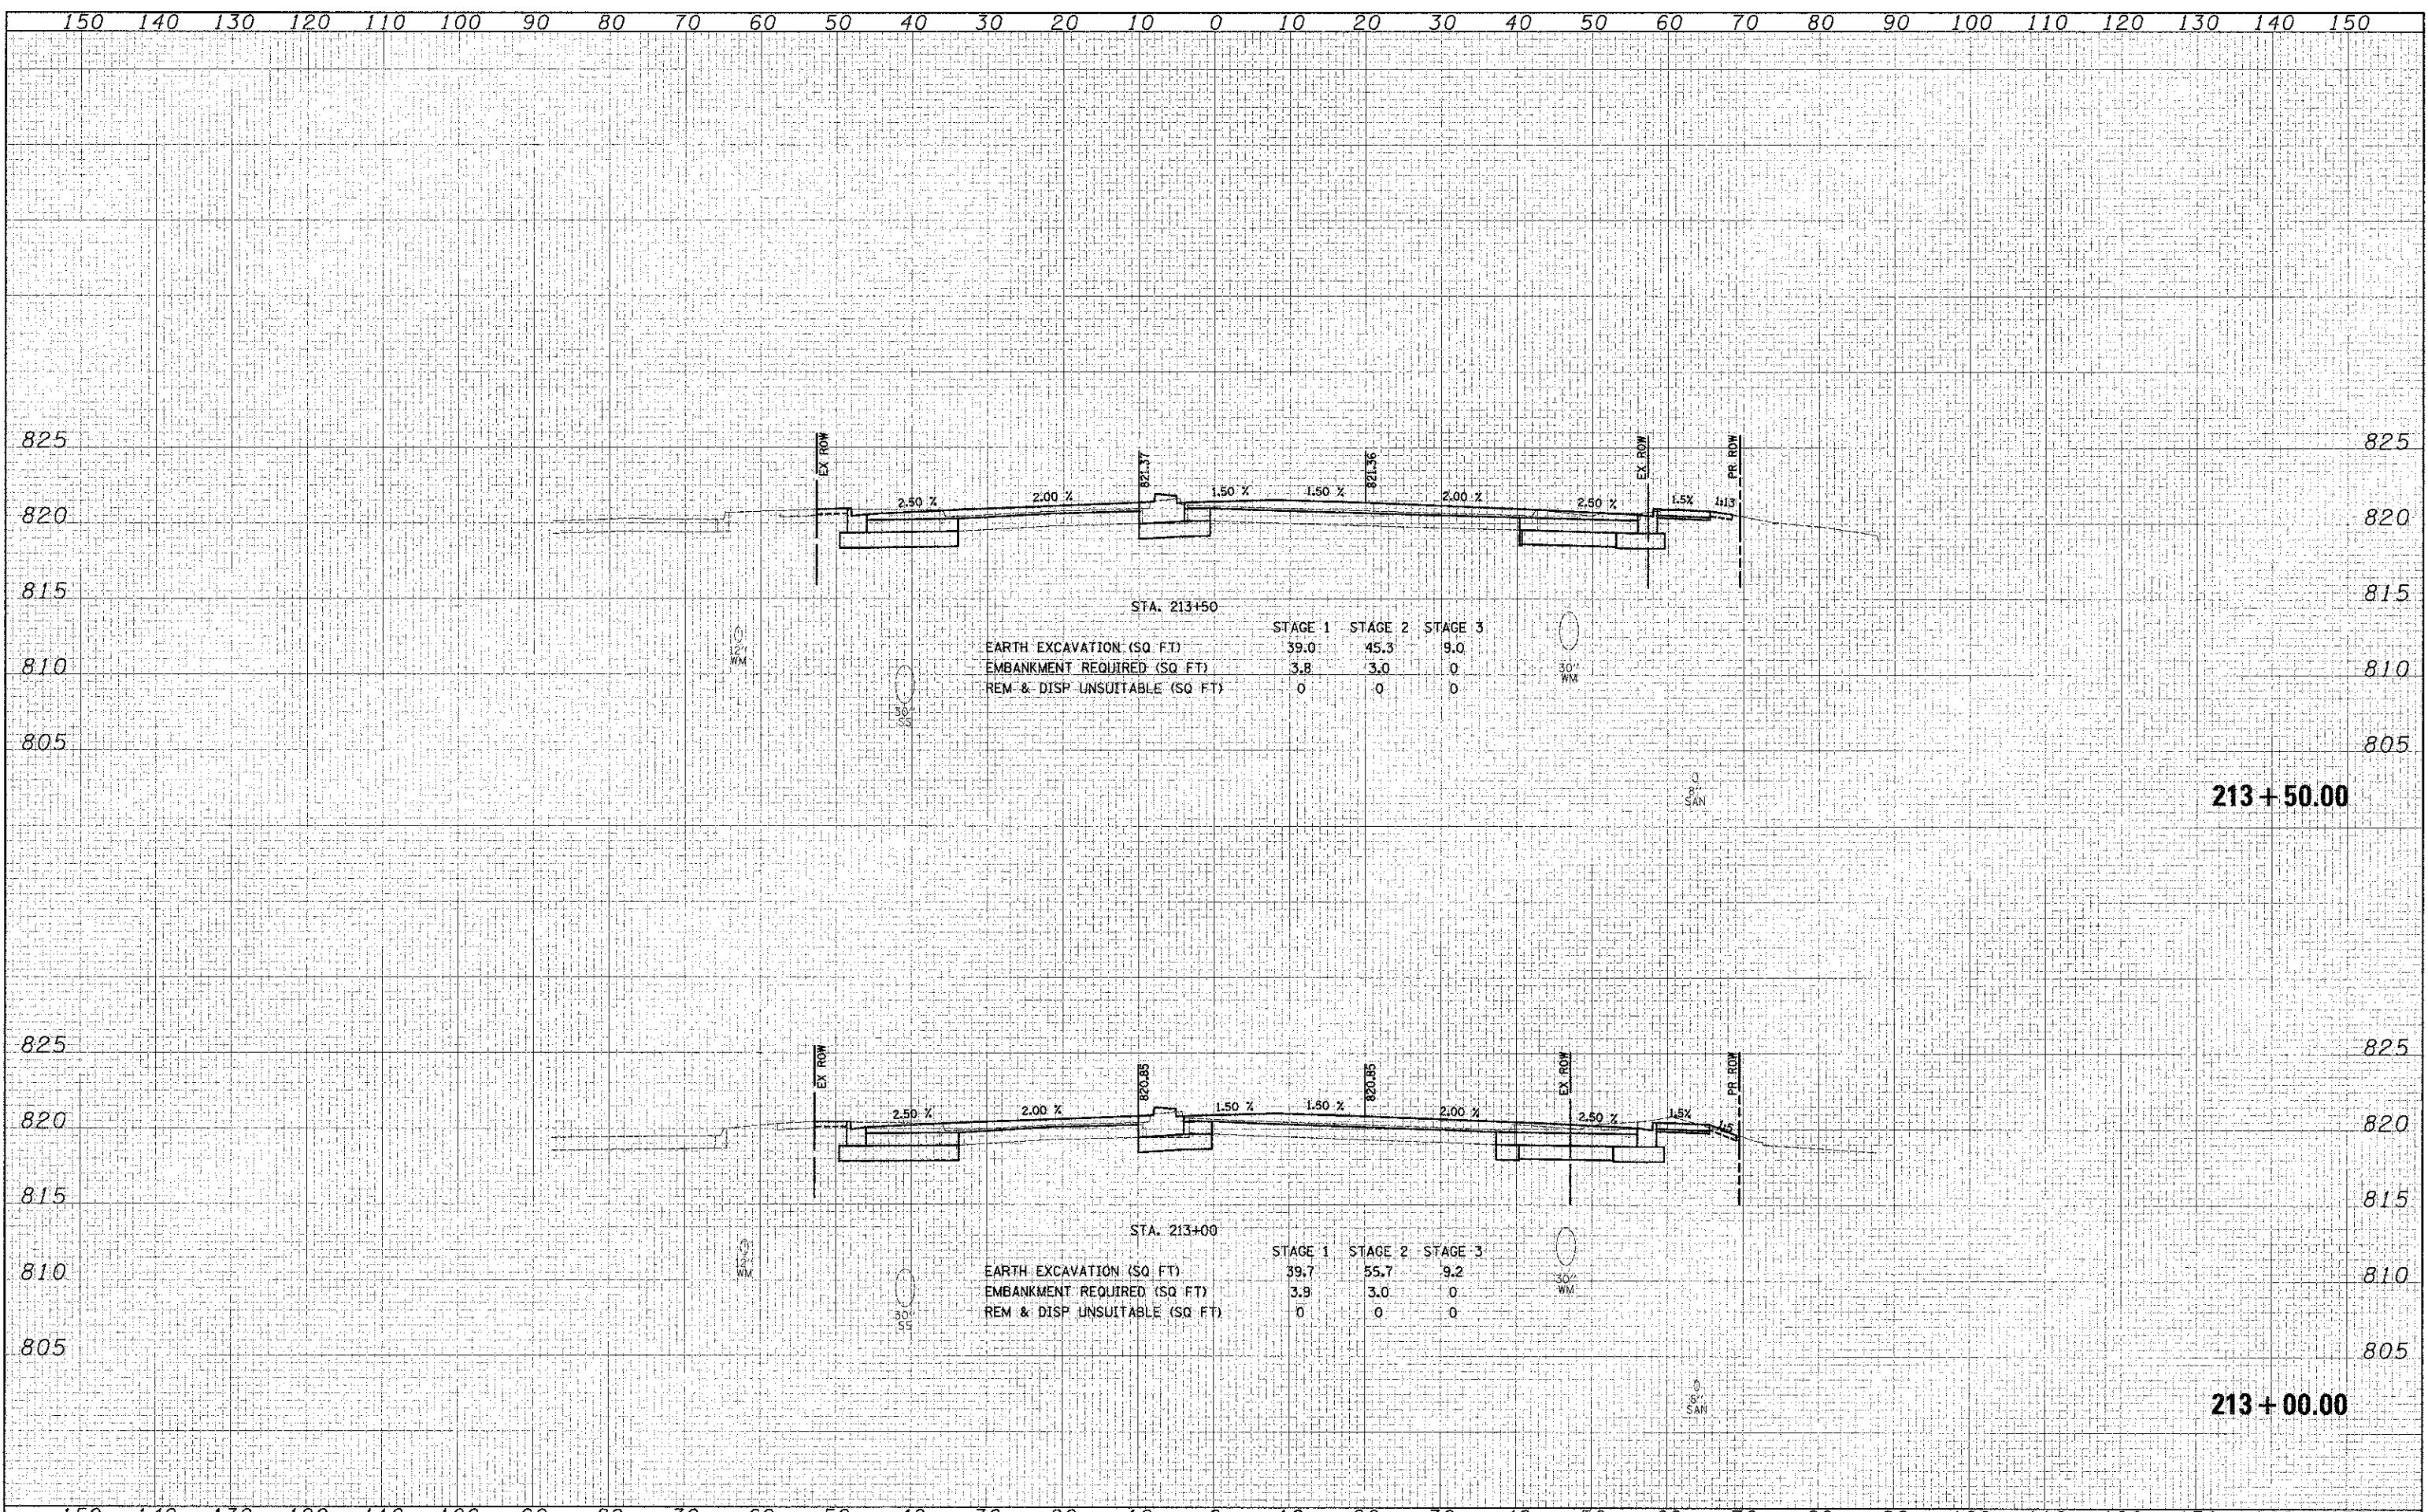 150 140 130 120 110 100 90 80 70 60 50 40 30 20 10 0 10 20 30 40 50 60 70 80 90 100 110 120 130 140 150
825 825
EX ROW 821.37 821.36 EX ROW PR. ROW
2.50 % 2.00 % 1.50 % 1.50 % 2.00 % 2.50 % 1.5% 1:13
820 820
815 815
STA. 213+50
STAGE 1 STAGE 2 STAGE 3
EARTH EXCAVATION (SQ FT) 39.0 45.3 9.0
EMBANKMENT REQUIRED (SQ FT) 3.8 3.0 0
REM & DISP UNSUITABLE (SQ FT) 0 0 0
12"
WM
30"
WM
810 810
30"
SS
805 805
8"
SAN
213 + 50.00
825 825
EX ROW 820.85 820.85 EX ROW PR. ROW
2.50 % 2.00 % 1.50 % 1.50 % 2.00 % 2.50 % 1.5% 1:5
820 820
815 815
STA. 213+00
STAGE 1 STAGE 2 STAGE 3
EARTH EXCAVATION (SQ FT) 39.7 55.7 9.2
EMBANKMENT REQUIRED (SQ FT) 3.9 3.0 0
REM & DISP UNSUITABLE (SQ FT) 0 0 0
12"
WM
30"
WM
810 810
30"
SS
805 805
SAN
213 + 00.00